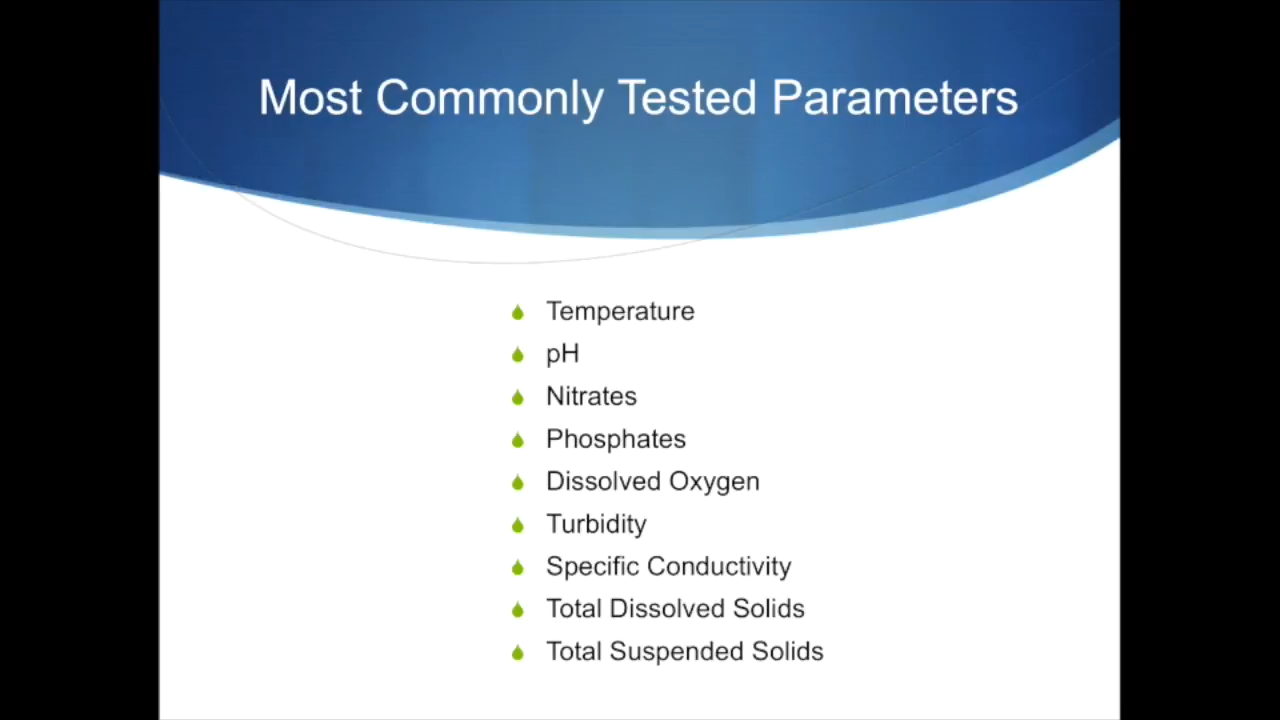 Most Commonly Tested Parameters
Temperature
pH
Nitrates
Phosphates
Dissolved Oxygen
Turbidity
Specific Conductivity
Total Dissolved Solids
Total Suspended Solids